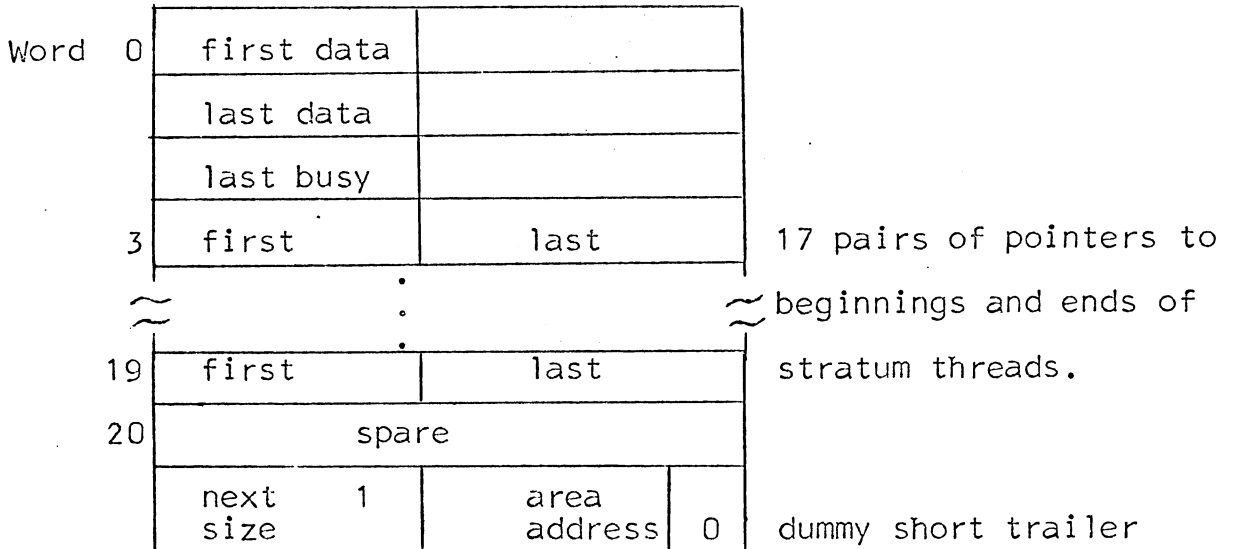 Word 0 first data
last data
last busy
3 first last 17 pairs of pointers to
beginnings and ends of
19 first last stratum threads.
20 spare
next 1 area
size address 0 dummy short trailer